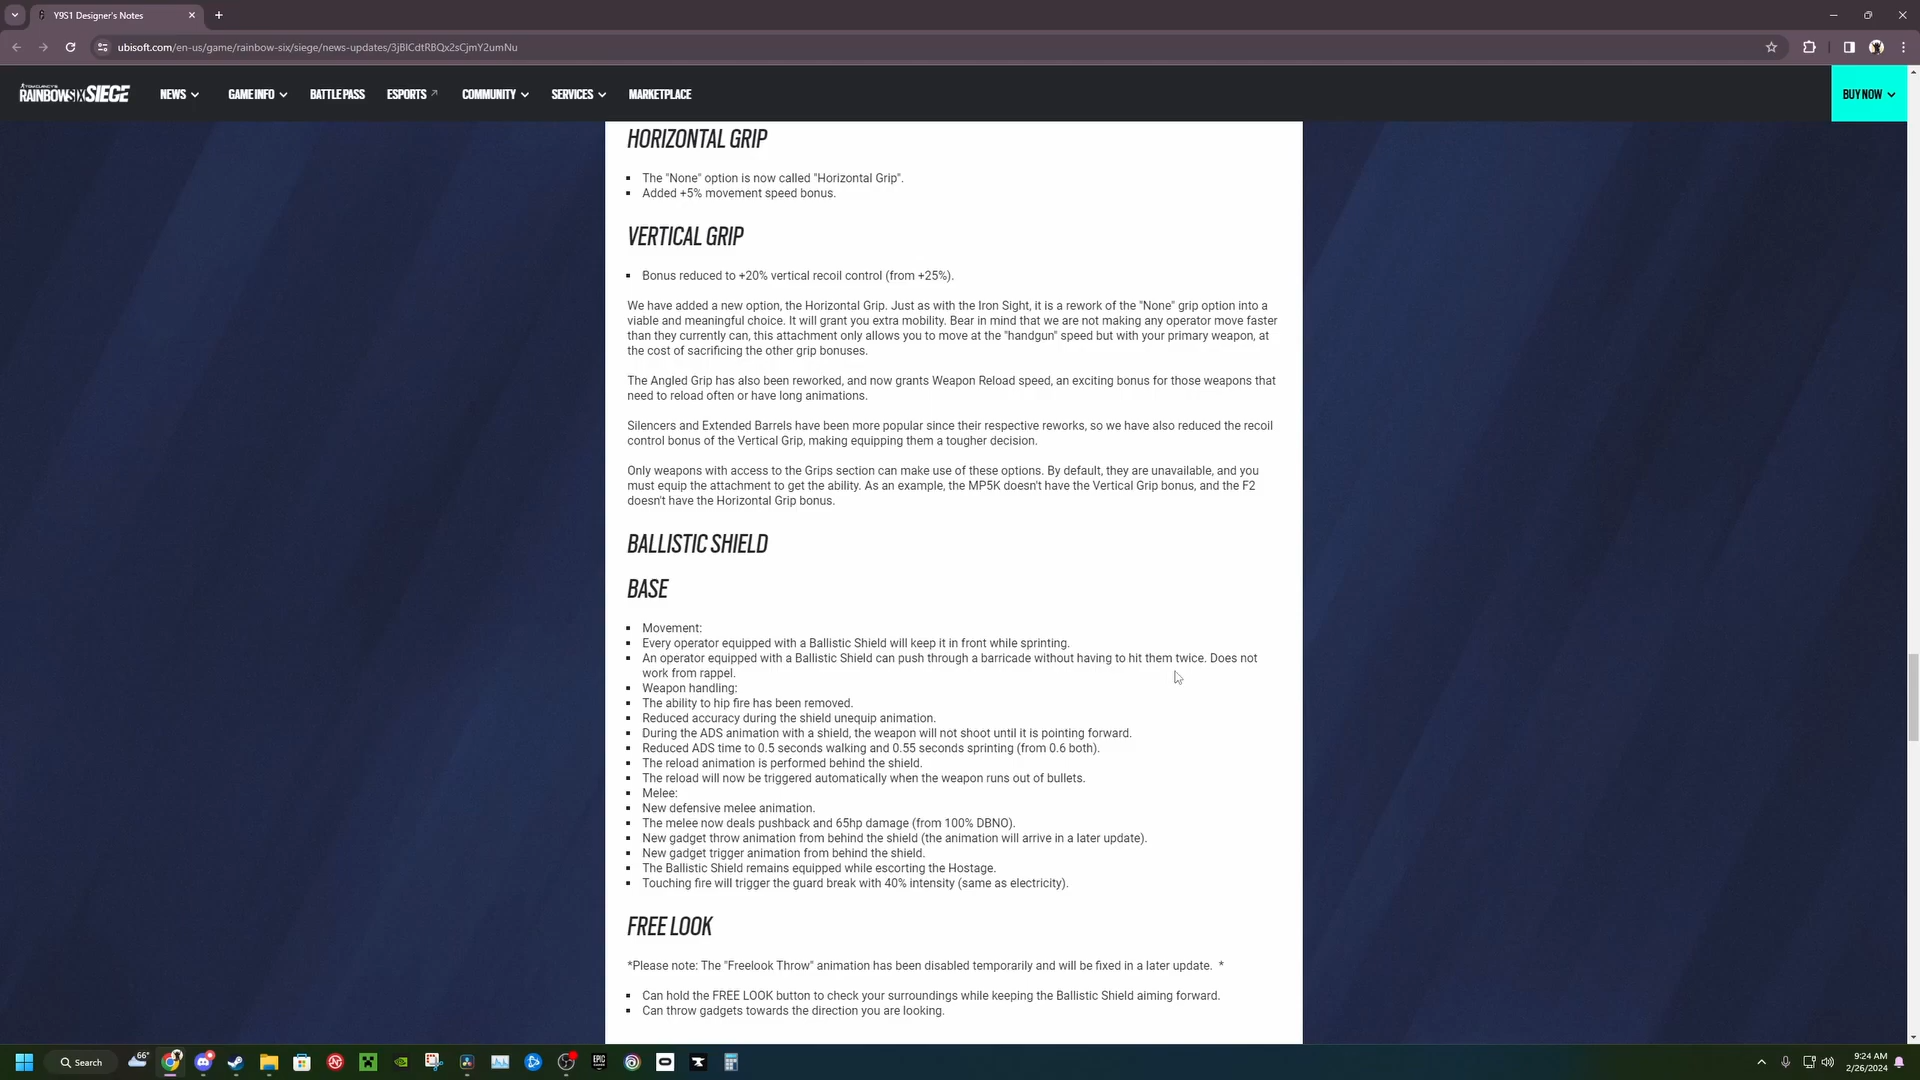 Y9S1 Designer's Notes
ubisoft.com/en-us/game/rainbow-six/siege/news-updates/3jBICdtRBQx2sCjmY2umNu
TOM CLANCY'S
RAINBOWSIX SIEGE
NEWS
GAME INFO
BATTLE PASS
ESPORTS
COMMUNITY
SERVICES
MARKETPLACE
BUY NOW
HORIZONTAL GRIP
▪ The "None" option is now called "Horizontal Grip".
▪ Added +5% movement speed bonus.
VERTICAL GRIP
▪ Bonus reduced to +20% vertical recoil control (from +25%).
We have added a new option, the Horizontal Grip. Just as with the Iron Sight, it is a rework of the "None" grip option into a
viable and meaningful choice. It will grant you extra mobility. Bear in mind that we are not making any operator move faster
than they currently can, this attachment only allows you to move at the "handgun" speed but with your primary weapon, at
the cost of sacrificing the other grip bonuses.
The Angled Grip has also been reworked, and now grants Weapon Reload speed, an exciting bonus for those weapons that
need to reload often or have long animations.
Silencers and Extended Barrels have been more popular since their respective reworks, so we have also reduced the recoil
control bonus of the Vertical Grip, making equipping them a tougher decision.
Only weapons with access to the Grips section can make use of these options. By default, they are unavailable, and you
must equip the attachment to get the ability. As an example, the MP5K doesn't have the Vertical Grip bonus, and the F2
doesn't have the Horizontal Grip bonus.
BALLISTIC SHIELD
BASE
▪ Movement:
▪ Every operator equipped with a Ballistic Shield will keep it in front while sprinting.
▪ An operator equipped with a Ballistic Shield can push through a barricade without having to hit them twice. Does not
work from rappel.
▪ Weapon handling:
▪ The ability to hip fire has been removed.
▪ Reduced accuracy during the shield unequip animation.
▪ During the ADS animation with a shield, the weapon will not shoot until it is pointing forward.
▪ Reduced ADS time to 0.5 seconds walking and 0.55 seconds sprinting (from 0.6 both).
▪ The reload animation is performed behind the shield.
▪ The reload will now be triggered automatically when the weapon runs out of bullets.
▪ Melee:
▪ New defensive melee animation.
▪ The melee now deals pushback and 65hp damage (from 100% DBNO).
▪ New gadget throw animation from behind the shield (the animation will arrive in a later update).
▪ New gadget trigger animation from behind the shield.
▪ The Ballistic Shield remains equipped while escorting the Hostage.
▪ Touching fire will trigger the guard break with 40% intensity (same as electricity).
FREE LOOK
*Please note: The "Freelook Throw" animation has been disabled temporarily and will be fixed in a later update. *
▪ Can hold the FREE LOOK button to check your surroundings while keeping the Ballistic Shield aiming forward.
▪ Can throw gadgets towards the direction you are looking.
Search
66°
EPIC
9:24 AM
2/26/2024